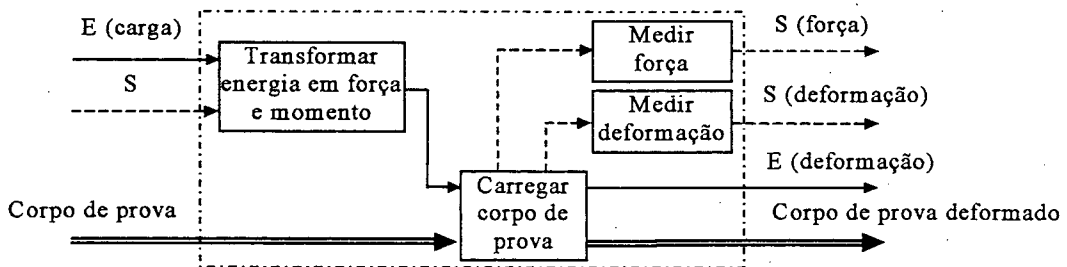 E (carga)
S
Transformar
energia em força
e momento
Medir
força
S (força)
Medir
deformação
S (deformação)
E (deformação)
Corpo de prova
Carregar
corpo de
prova
Corpo de prova deformado